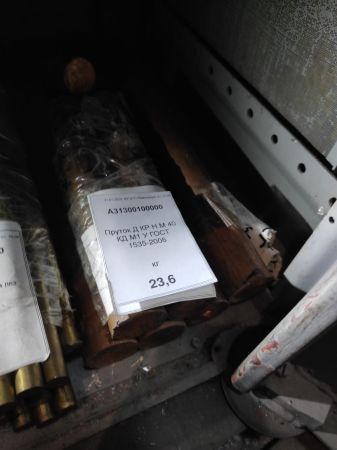 А31300100000
Пруток Д КР Н М 40
КД М1 У ГОСТ
1535-2006
КГ
23,6